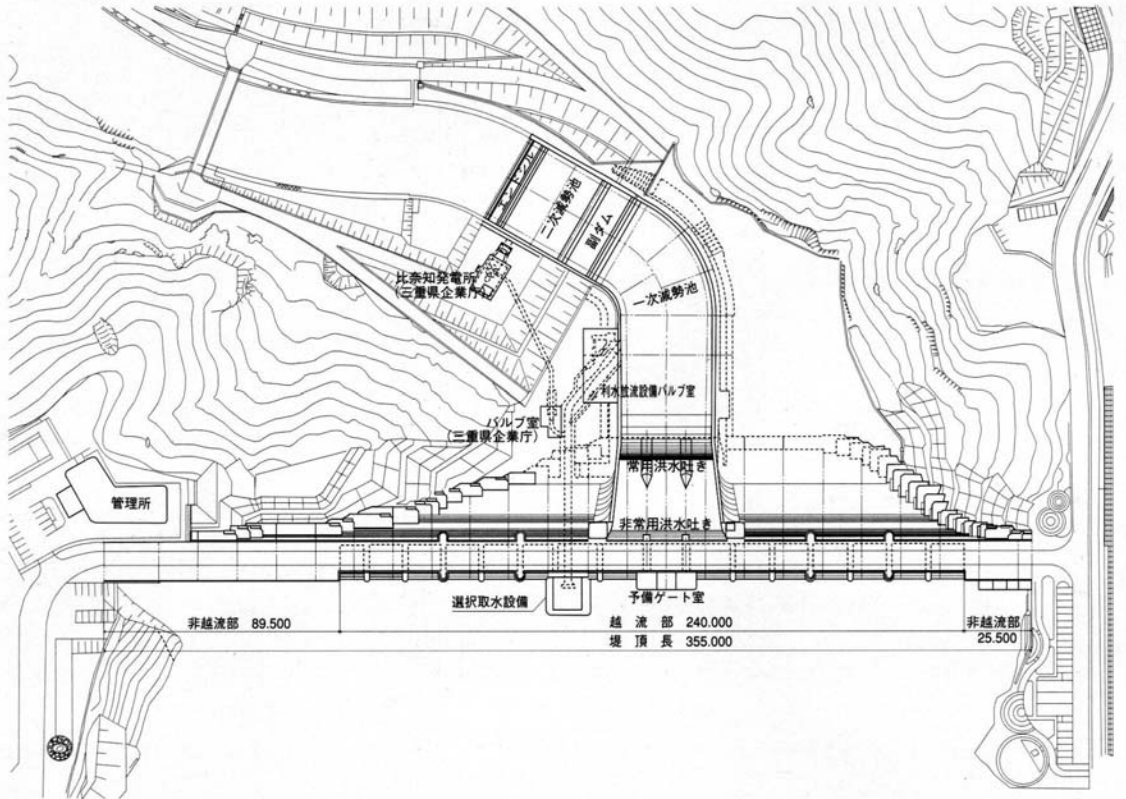 エンドシル
二次減勢池
副ダム
一次減勢池
比奈知発電所
(三重県企業庁)
利水放流設備バルブ室
バルブ室
(三重県企業庁)
常用洪水吐き
管理所
非常用洪水吐き
選択取水設備
予備ゲート室
非越流部 89.500
越 流 部 240.000
非越流部
25.500
堤 頂 長 355.000